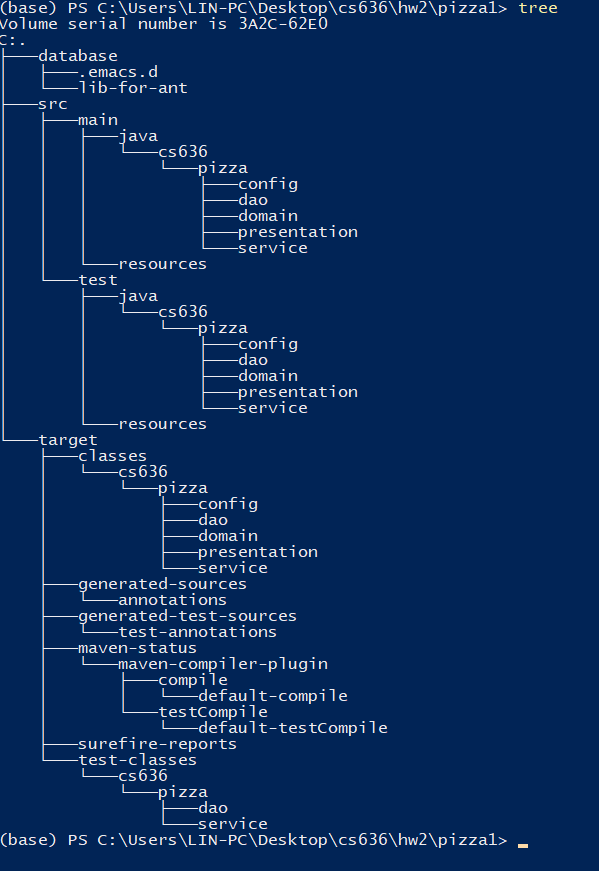 (base) PS C:\Users\LIN-PC\Desktop\cs636\hw2\pizza1> tree
Volume serial number is 3A2C-62E0
C:.
├───database
│   ├───.emacs.d
│   └───lib-for-ant
├───src
│   ├───main
│   │   ├───java
│   │   │   └───cs636
│   │   │       └───pizza
│   │   │           ├───config
│   │   │           ├───dao
│   │   │           ├───domain
│   │   │           ├───presentation
│   │   │           └───service
│   │   └───resources
│   └───test
│       ├───java
│       │   └───cs636
│       │       └───pizza
│       │           ├───config
│       │           ├───dao
│       │           ├───domain
│       │           ├───presentation
│       │           └───service
│       └───resources
└───target
    ├───classes
    │   └───cs636
    │       └───pizza
    │           ├───config
    │           ├───dao
    │           ├───domain
    │           ├───presentation
    │           └───service
    ├───generated-sources
    │   └───annotations
    ├───generated-test-sources
    │   └───test-annotations
    ├───maven-status
    │   └───maven-compiler-plugin
    │       ├───compile
    │       │   └───default-compile
    │       └───testCompile
    │           └───default-testCompile
    ├───surefire-reports
    └───test-classes
        └───cs636
            └───pizza
                ├───dao
                └───service
(base) PS C:\Users\LIN-PC\Desktop\cs636\hw2\pizza1>